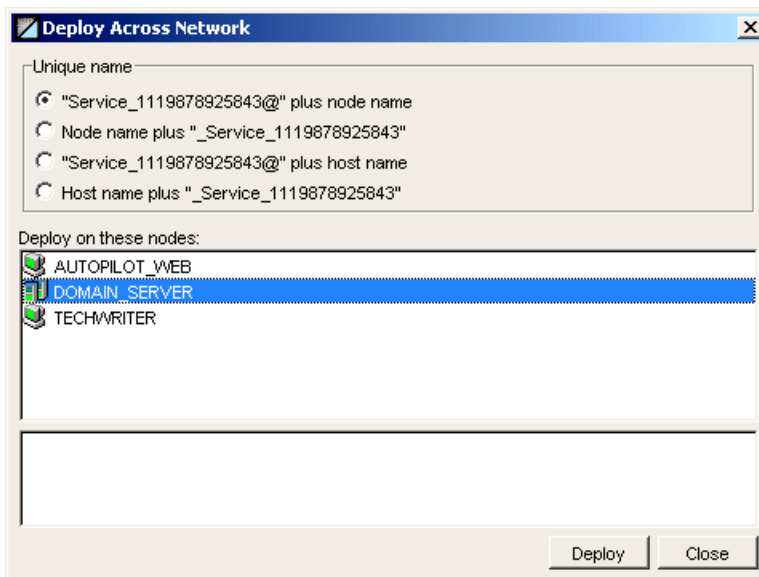 Deploy Across Network
Unique name
"Service_1119878925843@" plus node name
Node name plus "_Service_1119878925843"
"Service_1119878925843@" plus host name
Host name plus "_Service_1119878925843"
Deploy on these nodes:
AUTOPILOT_WEB
DOMAIN_SERVER
TECHWRITER
Deploy Close